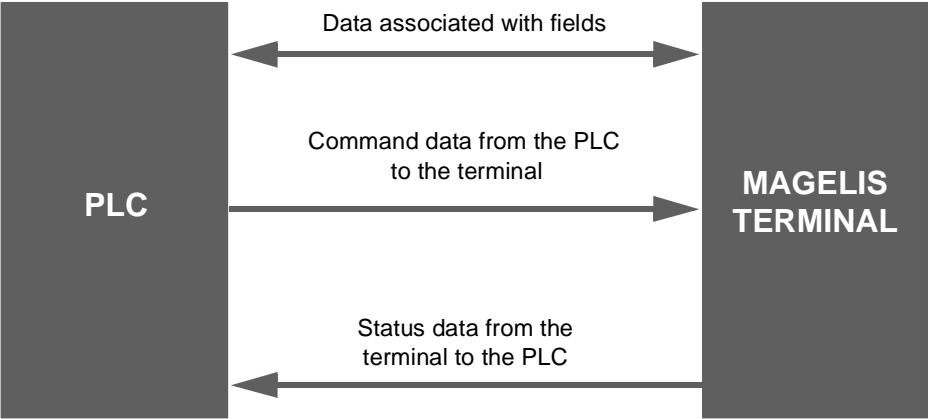 Data associated with fields
Command data from the PLC
to the terminal
PLC
MAGELIS
TERMINAL
Status data from the
terminal to the PLC